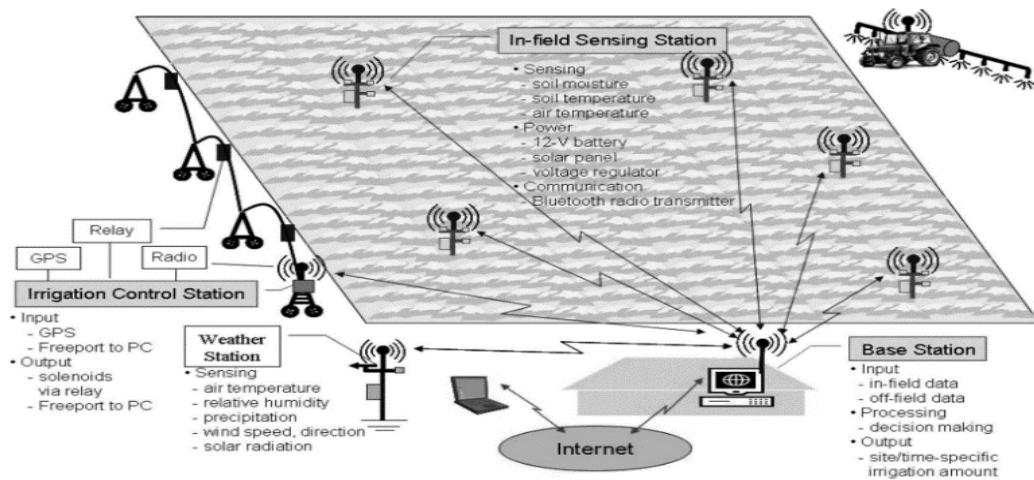 In-field Sensing Station
• Sensing
- soil moisture
- soil temperature
- air temperature
• Power
- 12-V battery
- solar panel
- voltage regulator
• Communication
- Bluetooth radio transmitter
Relay
GPS
Radio
Irrigation Control Station
• Input
- GPS
- Freeport to PC
• Output
- solenoids
via relay
- Freeport to PC
Weather
Station
• Sensing
- air temperature
- relative humidity
- precipitation
- wind speed, direction
- solar radiation
Internet
Base Station
• Input
- in-field data
- off-field data
• Processing
- decision making
• Output
- site/time-specific
irrigation amount